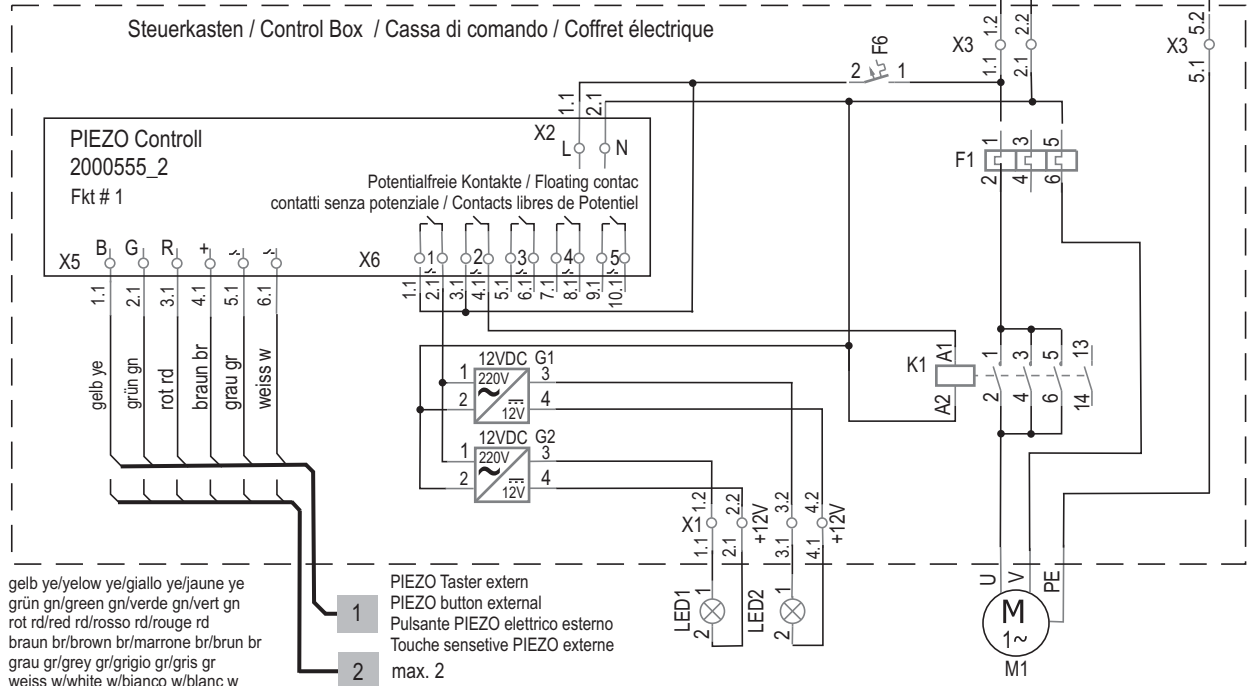 Steuerkasten / Control Box / Cassa di comando / Coffret électrique
X3
1.1 1.2
2.1 2.2
X3
5.1 5.2
F6
2 1
PIEZO Controll
2000555_2
Fkt # 1
X2
1.1 2.1
L N
Potentialfreie Kontakte / Floating contac
contatti senza potenziale / Contacts libres de Potentiel
F1
1 3 5
2 4 6
X5
B G R +
1.1 2.1 3.1 4.1 5.1 6.1
X6
1 2 3 4 5
1.1 2.1 3.1 4.1 5.1 6.1 7.1 8.1 9.1 10.1
gelb ye
grün gn
rot rd
braun br
grau gr
weiss w
12VDC G1
1 220V 3
2 12V 4
12VDC G2
1 220V 3
2 12V 4
K1
A1
A2
1 3 5 13
2 4 6 14
X1
1.1 1.2
2.1 2.2
+12V
3.1 3.2
4.1 4.2
+12V
LED1
1
2
LED2
1
2
U V PE
M
1~
M1
gelb ye/yelow ye/giallo ye/jaune ye
grün gn/green gn/verde gn/vert gn
rot rd/red rd/rosso rd/rouge rd
braun br/brown br/marrone br/brun br
grau gr/grey gr/grigio gr/gris gr
weiss w/white w/bianco w/blanc w
1
PIEZO Taster extern
PIEZO button external
Pulsante PIEZO elettrico esterno
Touche sensetive PIEZO externe
2
max. 2